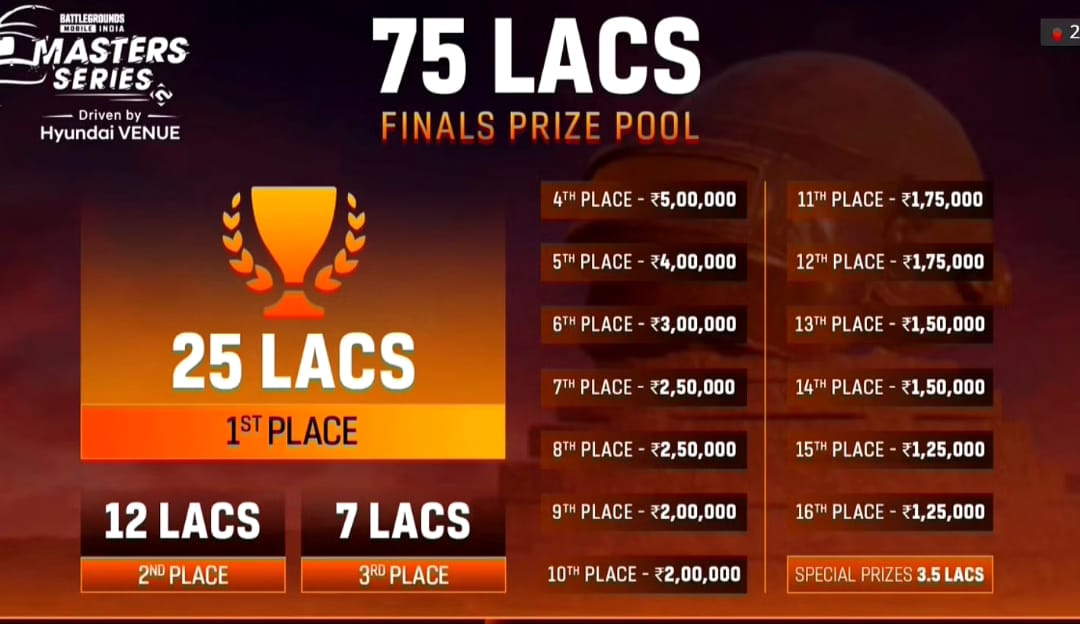 BATTLEGROUNDS
MOBILE INDIA
MASTERS
SERIES
Driven by
Hyundai VENUE
75 LACS
FINALS PRIZE POOL
2
25 LACS
1ST PLACE
12 LACS
2ND PLACE
7 LACS
3RD PLACE
4TH PLACE - ₹5,00,000
5TH PLACE - ₹4,00,000
6TH PLACE - ₹3,00,000
7TH PLACE - ₹2,50,000
8TH PLACE - ₹2,50,000
9TH PLACE - ₹2,00,000
10TH PLACE - ₹2,00,000
11TH PLACE - ₹1,75,000
12TH PLACE - ₹1,75,000
13TH PLACE - ₹1,50,000
14TH PLACE - ₹1,50,000
15TH PLACE - ₹1,25,000
16TH PLACE - ₹1,25,000
SPECIAL PRIZES 3.5 LACS